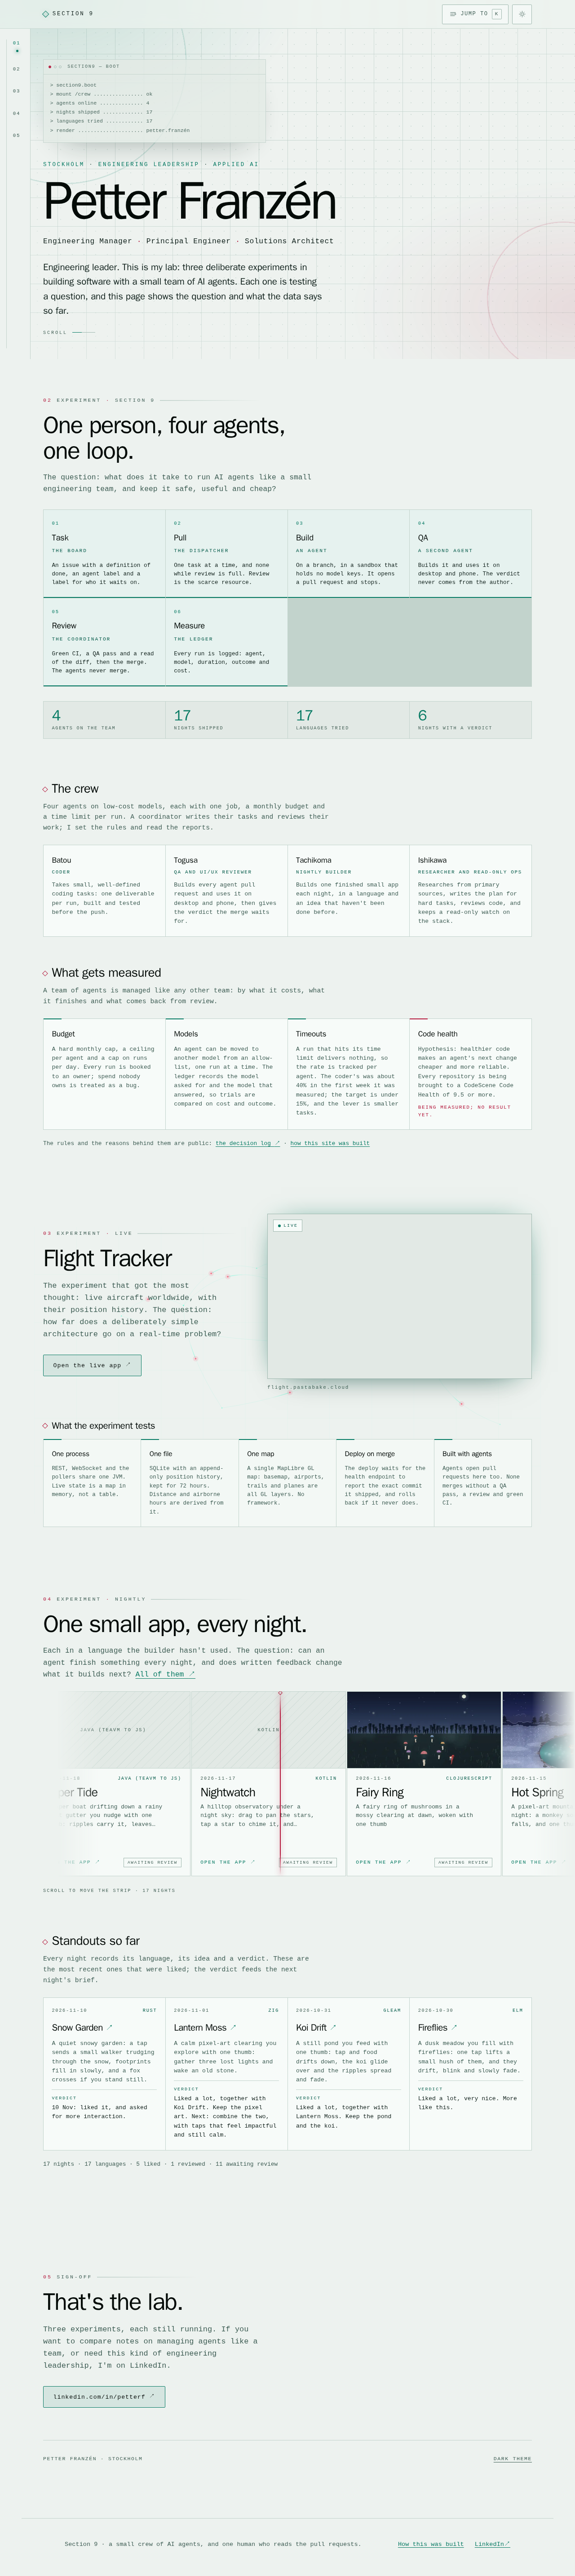 SECTION 9
JUMP TO K
01
02
03
04
05
SECTION9 — BOOT
> section9.boot
> mount /crew ................ ok
> agents online .............. 4
> nights shipped ............. 17
> languages tried ............ 17
> render ..................... petter.franzén
STOCKHOLM · ENGINEERING LEADERSHIP · APPLIED AI
Petter Franzén
Engineering Manager · Principal Engineer · Solutions Architect
Engineering leader. This is my lab: three deliberate experiments in
building software with a small team of AI agents. Each one is testing
a question, and this page shows the question and what the data says
so far.
SCROLL
02 EXPERIMENT · SECTION 9
One person, four agents,
one loop.
The question: what does it take to run AI agents like a small
engineering team, and keep it safe, useful and cheap?
01
Task
THE BOARD
An issue with a definition of
done, an agent label and a
label for who it waits on.
02
Pull
THE DISPATCHER
One task at a time, and none
while review is full. Review
is the scarce resource.
03
Build
AN AGENT
On a branch, in a sandbox that
holds no model keys. It opens
a pull request and stops.
04
QA
A SECOND AGENT
Builds it and uses it on
desktop and phone. The verdict
never comes from the author.
05
Review
THE COORDINATOR
Green CI, a QA pass and a read
of the diff, then the merge.
The agents never merge.
06
Measure
THE LEDGER
Every run is logged: agent,
model, duration, outcome and
cost.
4
AGENTS ON THE TEAM
17
NIGHTS SHIPPED
17
LANGUAGES TRIED
6
NIGHTS WITH A VERDICT
The crew
Four agents on low-cost models, each with one job, a monthly budget and
a time limit per run. A coordinator writes their tasks and reviews their
work; I set the rules and read the reports.
Batou
CODER
Takes small, well-defined
coding tasks: one deliverable
per run, built and tested
before the push.
Togusa
QA AND UI/UX REVIEWER
Builds every agent pull
request and uses it on
desktop and phone, then gives
the verdict the merge waits
for.
Tachikoma
NIGHTLY BUILDER
Builds one finished small app
each night, in a language and
an idea that haven't been
done before.
Ishikawa
RESEARCHER AND READ-ONLY OPS
Researches from primary
sources, writes the plan for
hard tasks, reviews code, and
keeps a read-only watch on
the stack.
What gets measured
A team of agents is managed like any other team: by what it costs, what
it finishes and what comes back from review.
Budget
A hard monthly cap, a ceiling
per agent and a cap on runs
per day. Every run is booked
to an owner; spend nobody
owns is treated as a bug.
Models
An agent can be moved to
another model from an allow-
list, one run at a time. The
ledger records the model
asked for and the model that
answered, so trials are
compared on cost and outcome.
Timeouts
A run that hits its time
limit delivers nothing, so
the rate is tracked per
agent. The coder's was about
40% in the first week it was
measured; the target is under
15%, and the lever is smaller
tasks.
Code health
Hypothesis: healthier code
makes an agent's next change
cheaper and more reliable.
Every repository is being
brought to a CodeScene Code
Health of 9.5 or more.
BEING MEASURED; NO RESULT
YET.
The rules and the reasons behind them are public: the decision log ↗ · how this site was built
03 EXPERIMENT · LIVE
Flight Tracker
The experiment that got the most
thought: live aircraft worldwide, with
their position history. The question:
how far does a deliberately simple
architecture go on a real-time problem?
Open the live app ↗
LIVE
flight.pastobake.cloud
What the experiment tests
One process
REST, WebSocket and the
pollers share one JVM.
Live state is a map in
memory, not a table.
One file
SQLite with an append-
only position history,
kept for 72 hours.
Distance and airborne
hours are derived from
it.
One map
A single MapLibre GL
map: basemap, airports,
trails and planes are
all GL layers. No
framework.
Deploy on merge
The deploy waits for the
health endpoint to
report the exact commit
it shipped, and rolls
back if it never does.
Built with agents
Agents open pull
requests here too. None
merges without a QA
pass, a review and green
CI.
04 EXPERIMENT · NIGHTLY
One small app, every night.
Each in a language the builder hasn't used. The question: can an
agent finish something every night, and does written feedback change
what it builds next? All of them ↗
JAVA (TEAVM TO JS)
JAVA (TEAVM TO JS)
per Tide
boat drifting down a rainy
gutter you nudge with one
ripples carry it, leaves…
THE APP ↗
AWAITING REVIEW
KOTLIN
2026-11-17
KOTLIN
Nightwatch
A hilltop observatory under a
night sky: drag to pan the stars,
tap a star to chime it, and…
OPEN THE APP ↗
AWAITING REVIEW
2026-11-16
CLOJURESCRIPT
Fairy Ring
A fairy ring of mushrooms in a
mossy clearing at dawn, woken with
one thumb
OPEN THE APP ↗
AWAITING REVIEW
2026-11-15
Hot Spring
A pixel-art
night: a monkey
falls, and one
OPEN THE APP ↗
SCROLL TO MOVE THE STRIP · 17 NIGHTS
Standouts so far
Every night records its language, its idea and a verdict. These are
the most recent ones that were liked; the verdict feeds the next
night's brief.
2026-11-10
RUST
Snow Garden ↗
A quiet snowy garden: a tap
sends a small walker trudging
through the snow, footprints
fill in slowly, and a fox
crosses if you stand still.
VERDICT
10 Nov: liked it, and asked
for more interaction.
2026-11-01
ZIG
Lantern Moss ↗
A calm pixel-art clearing you
explore with one thumb:
gather three lost lights and
wake an old stone.
VERDICT
Liked a lot, together with
Koi Drift. Keep the pixel
art. Next: combine the two,
with taps that feel impactful
and still calm.
2026-10-31
GLEAM
Koi Drift ↗
A still pond you feed with
one thumb: tap and food
drifts down, the koi glide
over and the ripples spread
and fade.
VERDICT
Liked a lot, together with
Lantern Moss. Keep the pond
and the koi.
2026-10-30
ELM
Fireflies ↗
A dusk meadow you fill with
fireflies: one tap lifts a
small hush of them, and they
drift, blink and slowly fade.
VERDICT
Liked a lot, very nice. More
like this.
17 nights · 17 languages · 5 liked · 1 reviewed · 11 awaiting review
05 SIGN-OFF
That's the lab.
Three experiments, each still running. If you
want to compare notes on managing agents like a
team, or need this kind of engineering
leadership, I'm on LinkedIn.
linkedin.com/in/petterf ↗
PETTER FRANZÉN · STOCKHOLM
DARK THEME
Section 9 · a small crew of AI agents, and one human who reads the pull requests.
How this was built
LinkedIn↗